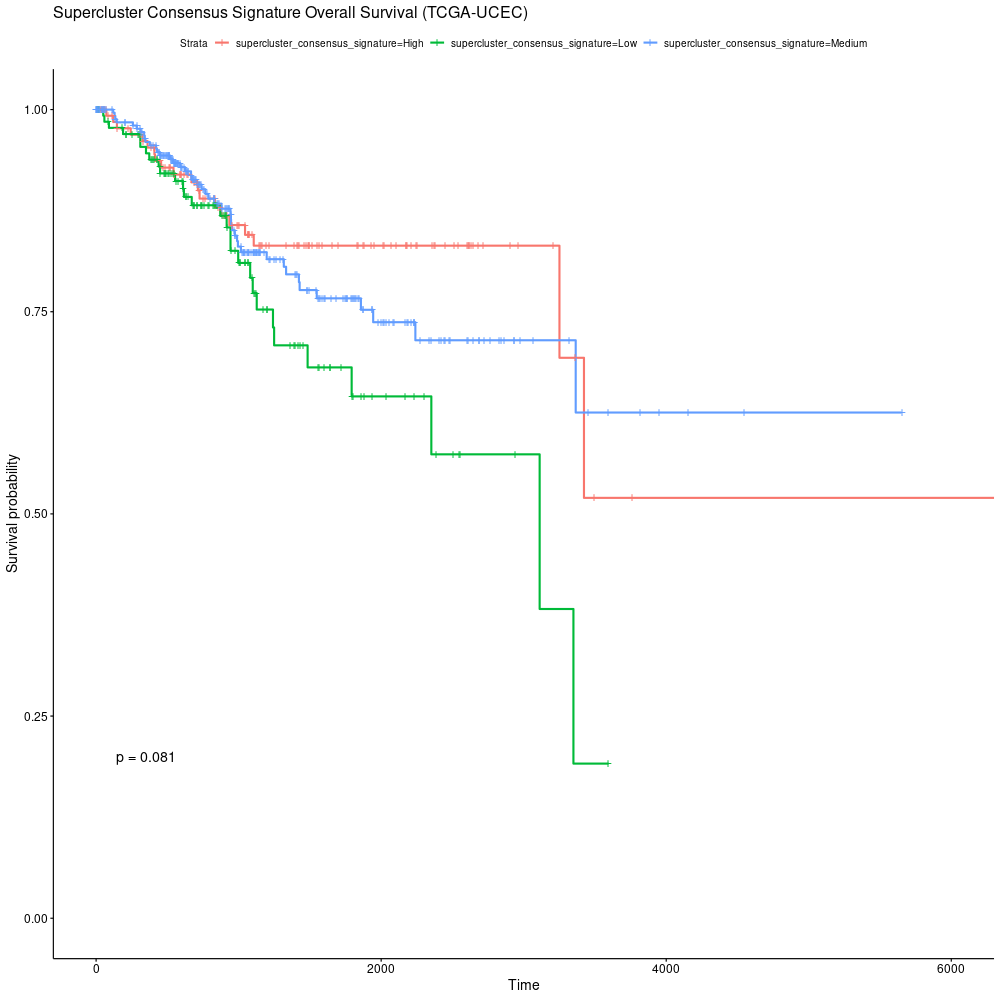 Supercluster Consensus Signature Overall Survival (TCGA-UCEC)
Strata supercluster_consensus_signature=High supercluster_consensus_signature=Low supercluster_consensus_signature=Medium
1.00
0.75
0.50
0.25
0.00
Survival probability
p = 0.081
0 2000 4000 6000
Time